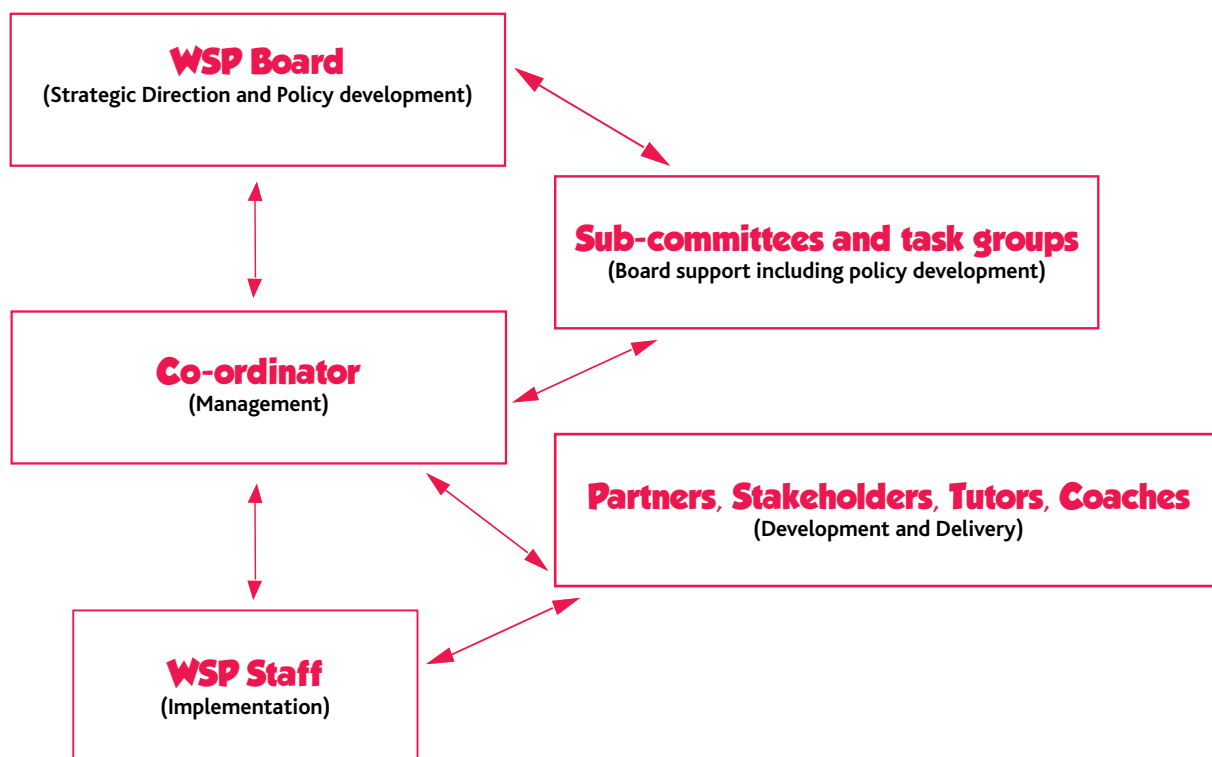 WSP Board
(Strategic Direction and Policy development)
Sub-committees and task groups
(Board support including policy development)
Co-ordinator
(Management)
Partners, Stakeholders, Tutors, Coaches
(Development and Delivery)
WSP Staff
(Implementation)